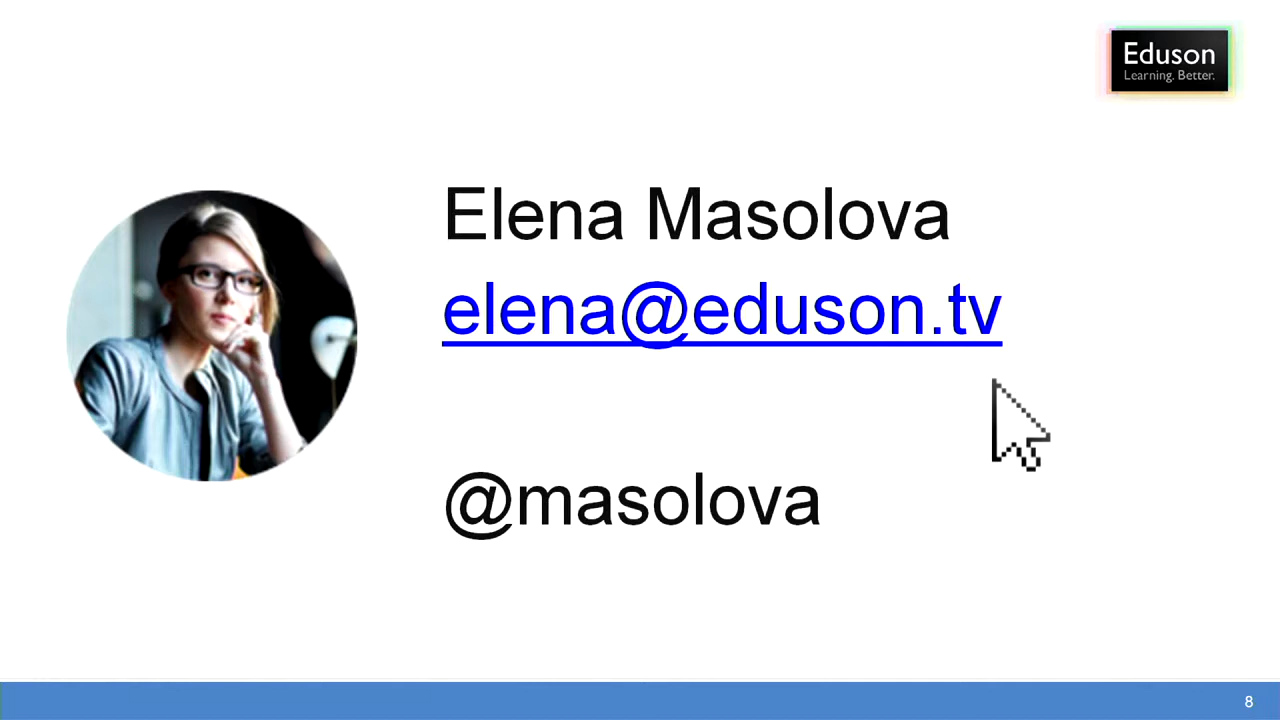 Eduson
Learning. Better.
Elena Masolova
elena@eduson.tv
@masolova
8